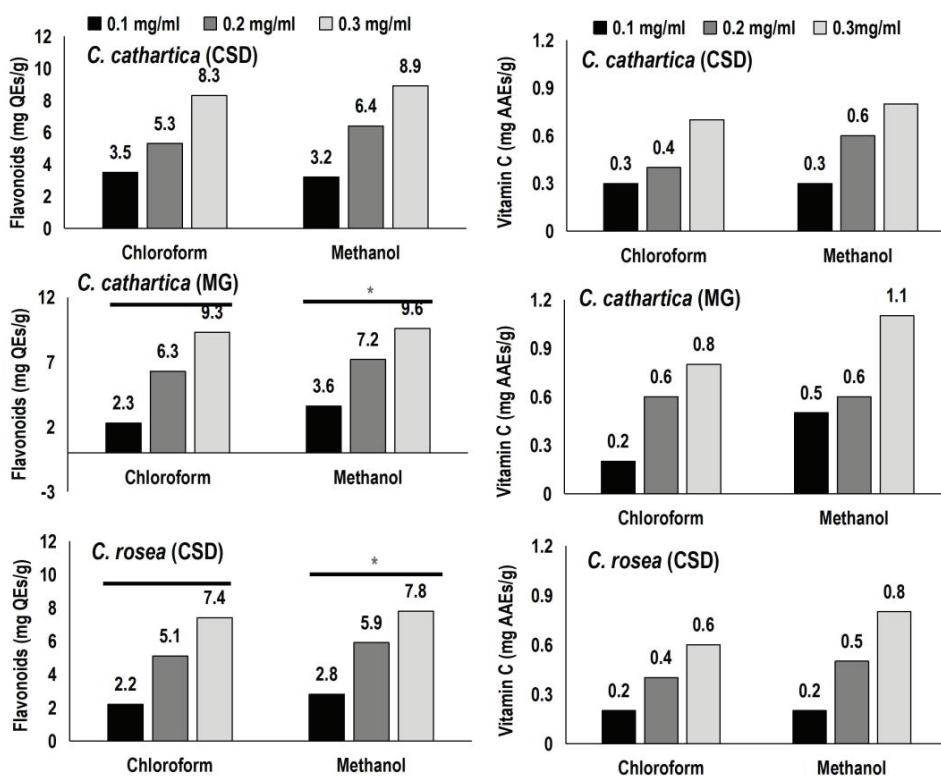 0.1 mg/ml 0.2 mg/ml 0.3 mg/ml
C. cathartica (CSD)
Flavonoids (mg QEs/g)
12
10
8
6
4
2
0
3.5 5.3 8.3
3.2 6.4 8.9
Chloroform Methanol
0.1 mg/ml 0.2 mg/ml 0.3mg/ml
C. cathartica (CSD)
Vitamin C (mg AAEs/g)
1.2
0.9
0.6
0.3
0
0.3 0.4
0.3 0.6
Chloroform Methanol
C. cathartica (MG)
Flavonoids (mg QEs/g)
12
7
2
-3
2.3 6.3 9.3
*
3.6 7.2 9.6
Chloroform Methanol
C. cathartica (MG)
Vitamin C (mg AAEs/g)
1.2
0.9
0.6
0.3
0
0.2 0.6 0.8
0.5 0.6 1.1
Chloroform Methanol
C. rosea (CSD)
Flavonoids (mg QEs/g)
12
10
8
6
4
2
0
2.2 5.1 7.4
*
2.8 5.9 7.8
Chloroform Methanol
C. rosea (CSD)
Vitamin C (mg AAEs/g)
1.2
0.9
0.6
0.3
0
0.2 0.4 0.6
0.2 0.5 0.8
Chloroform Methanol